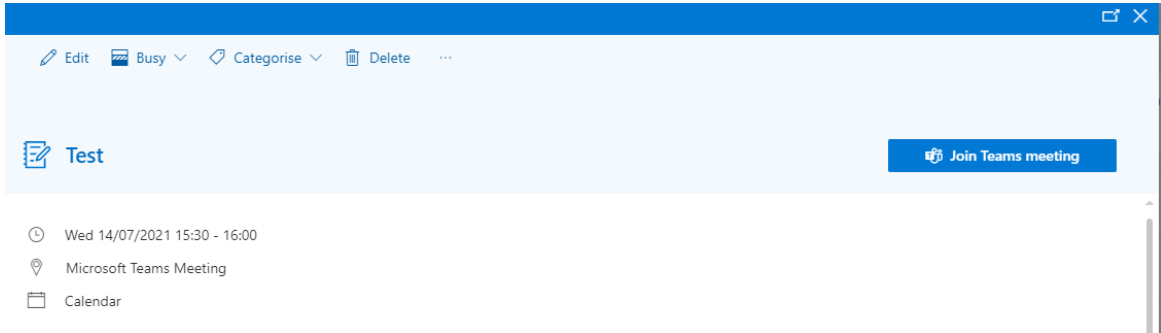 Edit Busy Categorise Delete ...
Test
Join Teams meeting
Wed 14/07/2021 15:30 - 16:00
Microsoft Teams Meeting
Calendar